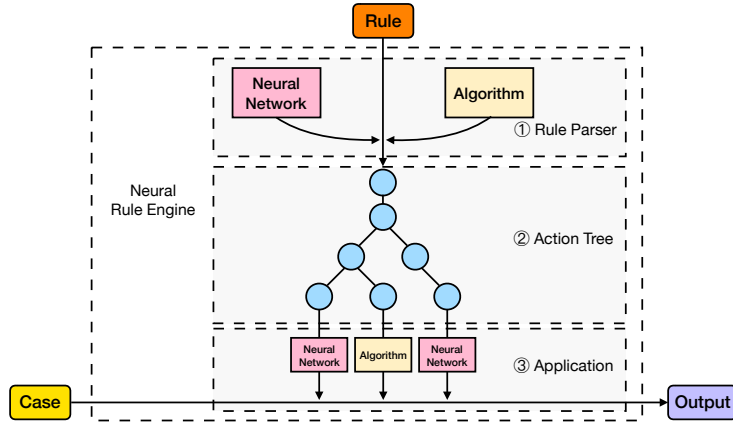 Rule
Neural
Network
Algorithm
① Rule Parser
Neural
Rule Engine
② Action Tree
Neural
Network
Algorithm
Neural
Network
③ Application
Case
Output